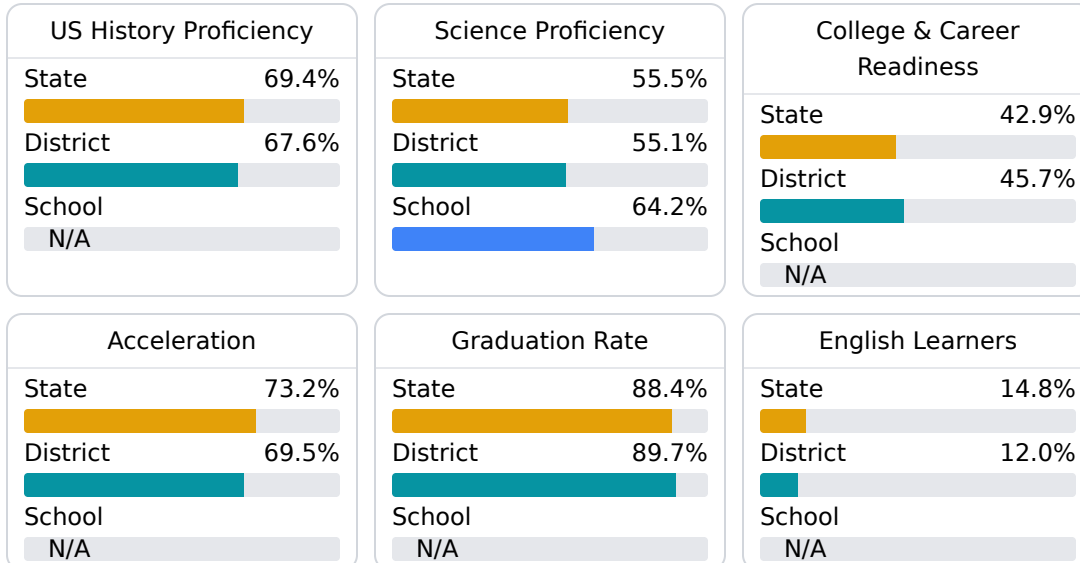 US History Proficiency
State 69.4%
District 67.6%
School
N/A
Science Proficiency
State 55.5%
District 55.1%
School 64.2%
College & Career
Readiness
State 42.9%
District 45.7%
School
N/A
Acceleration
State 73.2%
District 69.5%
School
N/A
Graduation Rate
State 88.4%
District 89.7%
School
N/A
English Learners
State 14.8%
District 12.0%
School
N/A